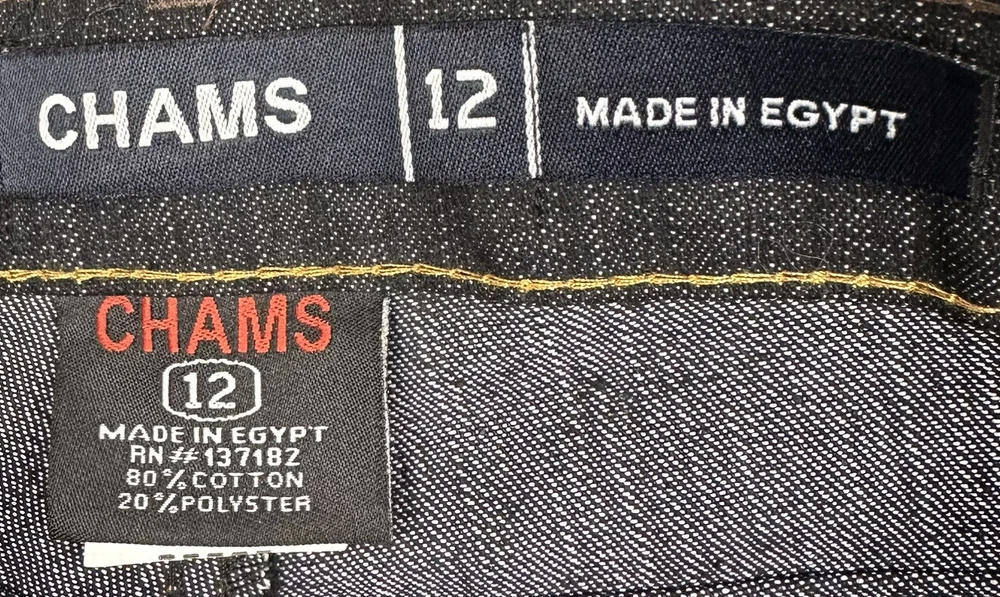 CHAMS 12 MADE IN EGYPT
CHAMS
12
MADE IN EGYPT
RN # 137182
80% COTTON
20% POLYSTER